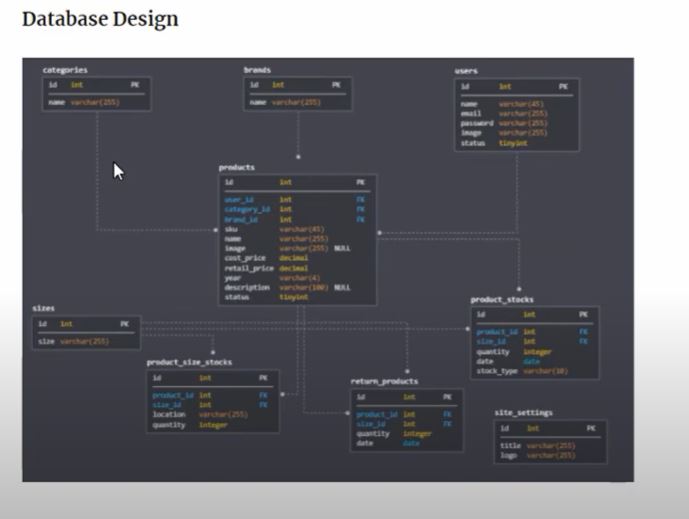 Database Design
categories
id int PK
name varchar(255)
brands
id int PK
name varchar(255)
users
id int PK
name varchar(45)
email varchar(255)
password varchar(255)
image varchar(255)
status tinyint
products
id int PK
user_id int FK
category_id int FK
brand_id int FK
sku varchar(45)
name varchar(255)
image varchar(255) NULL
cost_price decimal
retail_price decimal
year varchar(4)
description varchar(100) NULL
status tinyint
sizes
id int PK
size varchar(255)
product_size_stocks
id int PK
product_id int FK
size_id int FK
location varchar(255)
quantity integer
return_products
id int PK
product_id int FK
size_id int FK
quantity integer
date date
product_stocks
id int PK
product_id int FK
size_id int FK
quantity integer
date date
stock_type varchar(10)
site_settings
id int PK
title varchar(255)
logo varchar(255)